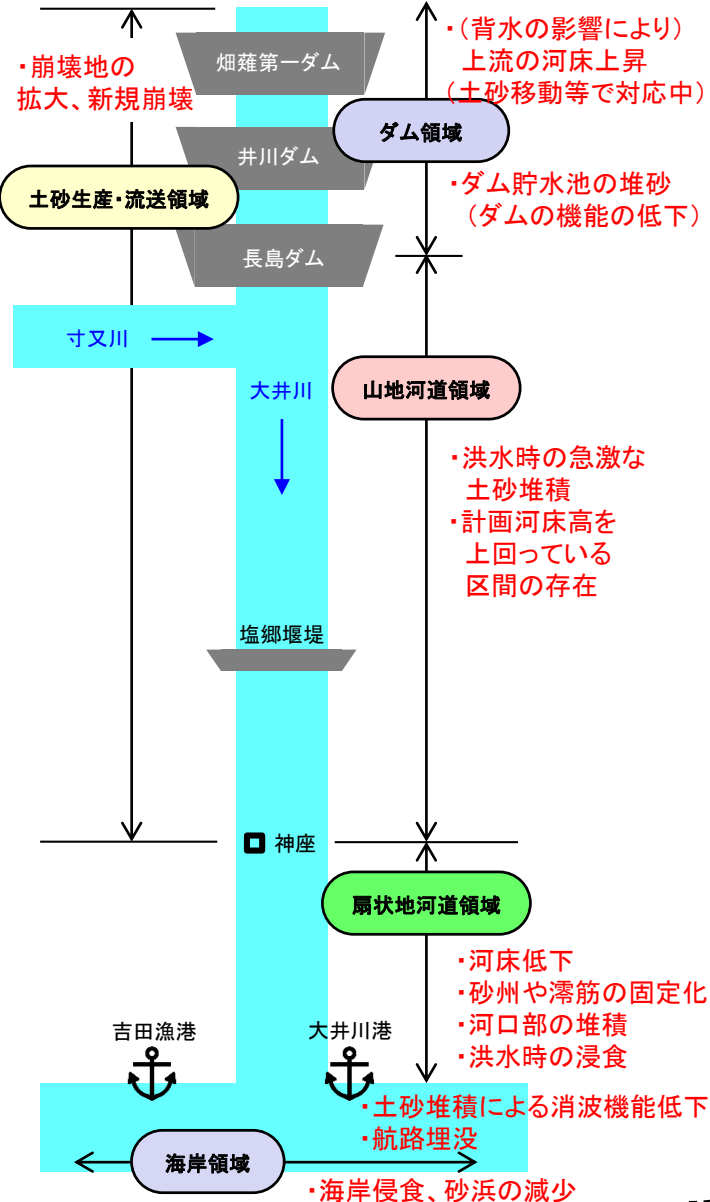 ・(背水の影響により)
上流の河床上昇
(土砂移動等で対応中)
・崩壊地の
拡大、新規崩壊
畑薙第一ダム
ダム領域
井川ダム
土砂生産・流送領域
・ダム貯水池の堆砂
(ダムの機能の低下)
長島ダム
寸又川
大井川
山地河道領域
・洪水時の急激な
土砂堆積
・計画河床高を
上回っている
区間の存在
塩郷堰堤
神座
扇状地河道領域
・河床低下
・砂州や澪筋の固定化
・河口部の堆積
・洪水時の浸食
吉田漁港
大井川港
・土砂堆積による消波機能低下
・航路埋没
海岸領域
・海岸侵食、砂浜の減少